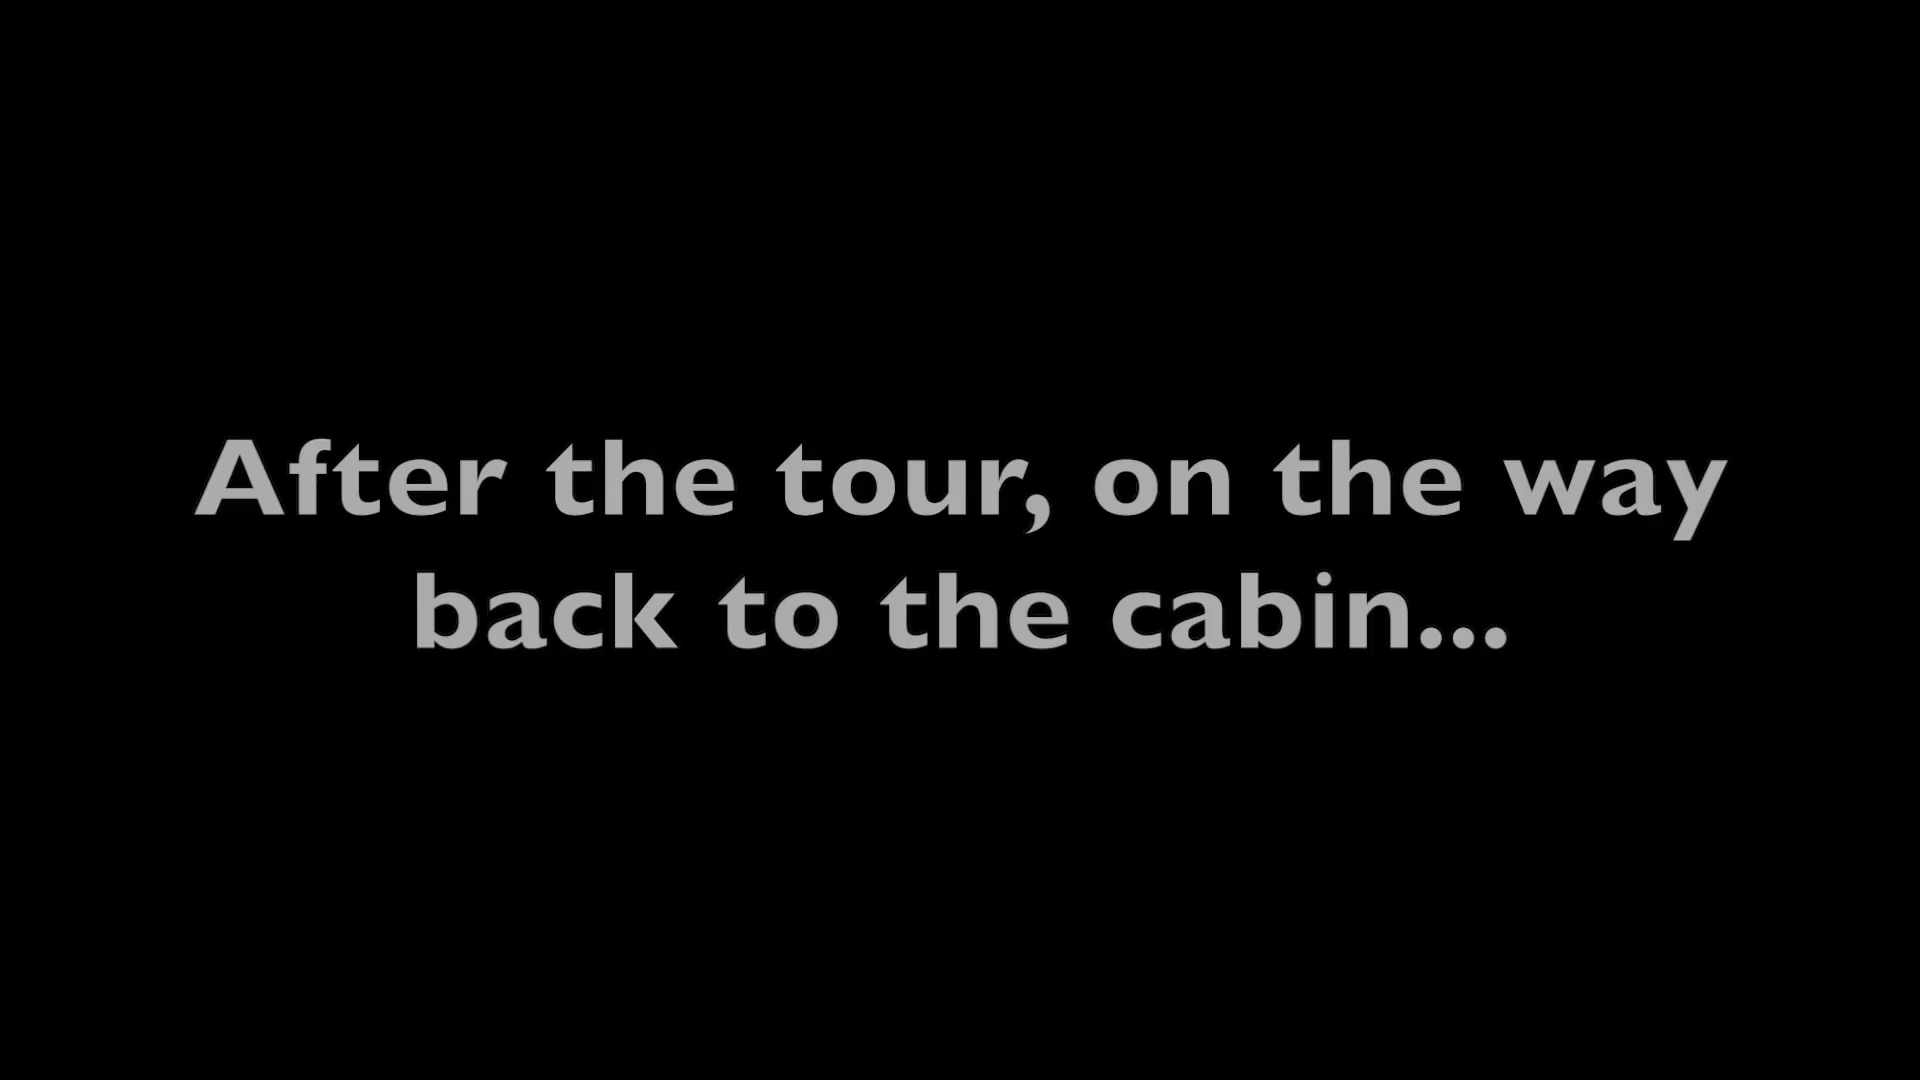 After the tour, on the way
back to the cabin...